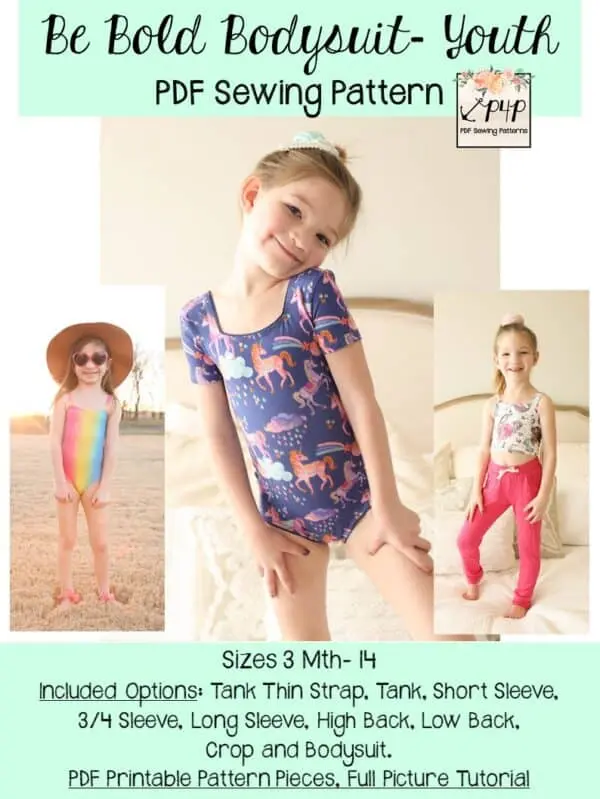 Be Bold Bodysuit- Youth
PDF Sewing Pattern
P4P
PDF Sewing Patterns
Sizes 3 Mth- 14
Included Options: Tank Thin Strap, Tank, Short Sleeve,
3/4 Sleeve, Long Sleeve, High Back, Low Back,
Crop and Bodysuit.
PDF Printable Pattern Pieces, Full Picture Tutorial